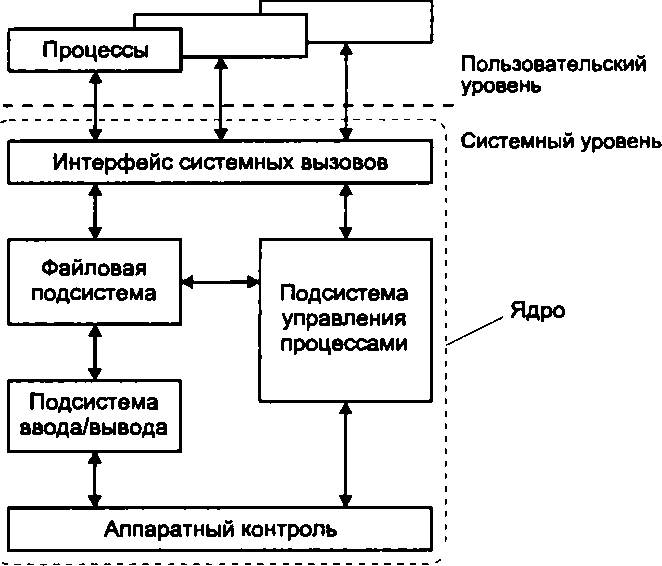 Процессы
Пользовательский
уровень
Системный уровень
Интерфейс системных вызовов
Файловая
подсистема
Подсистема
управления
процессами
Ядро
Подсистема
ввода/вывода
Аппаратный контроль